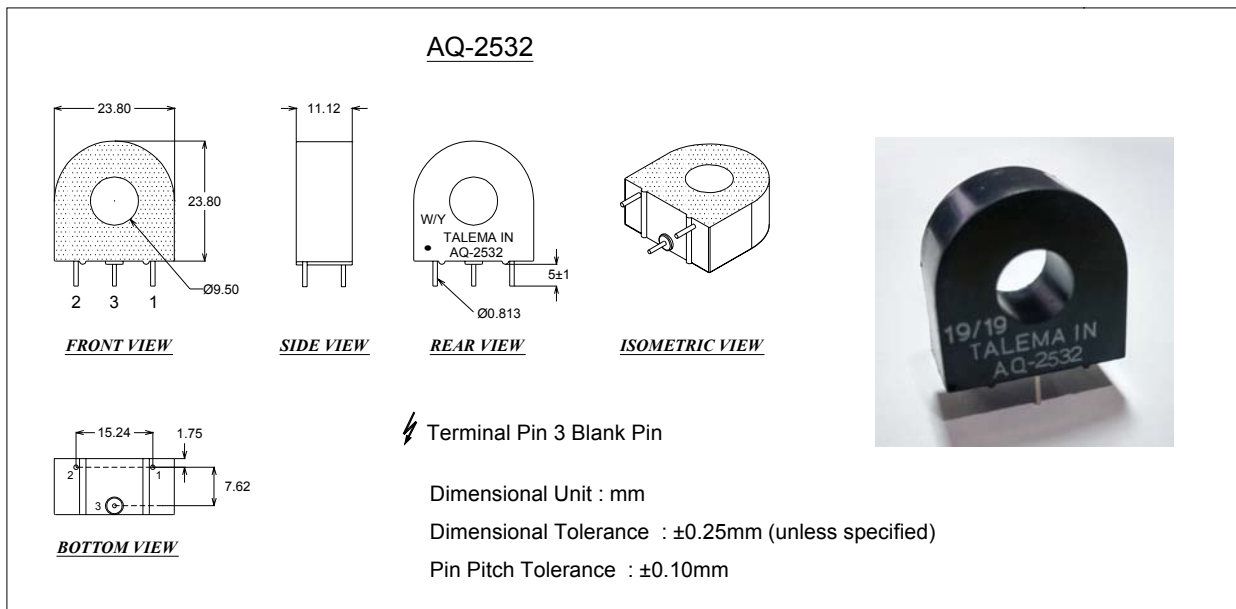 AQ-2532
23.80
11.12
23.80
W/Y
TALEMA IN
AQ-2532
5±1
2 3 1
Ø9.50
Ø0.813
FRONT VIEW
SIDE VIEW
REAR VIEW
ISOMETRIC VIEW
19/19
TALEMA IN
AQ-2532
15.24
1.75
2
1
7.62
3
BOTTOM VIEW
Terminal Pin 3 Blank Pin
Dimensional Unit : mm
Dimensional Tolerance : ±0.25mm (unless specified)
Pin Pitch Tolerance : ±0.10mm